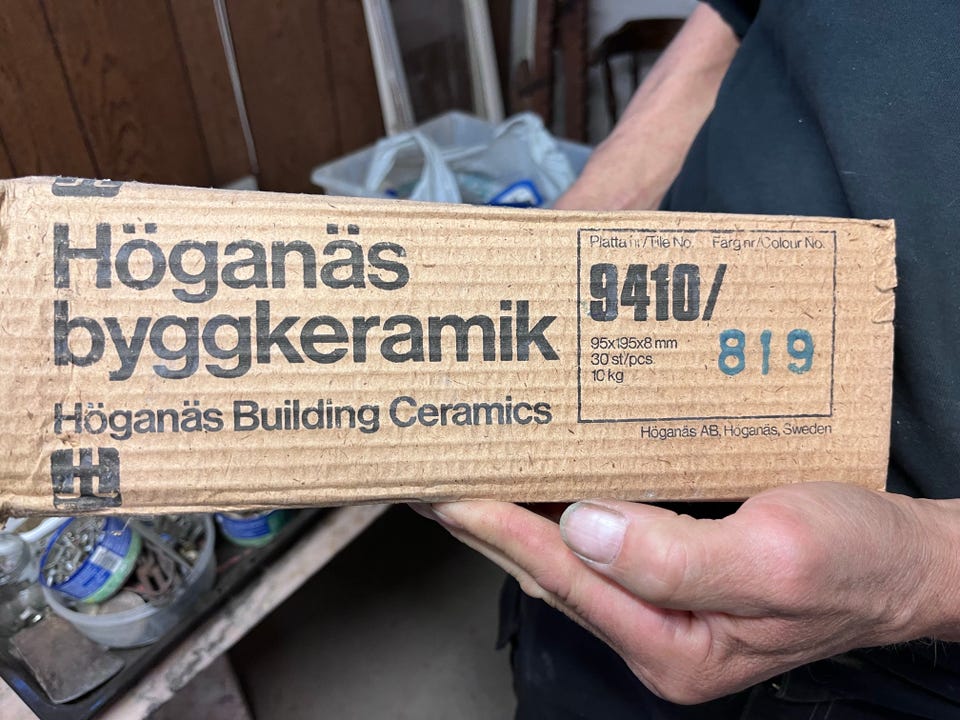 Höganäs
byggkeramik
Höganäs Building Ceramics
Platta nr/Tile No. Färg nr/Colour No.
9410/
819
95x195x8 mm
30 st/pcs.
10 kg
Höganäs AB, Höganäs, Sweden